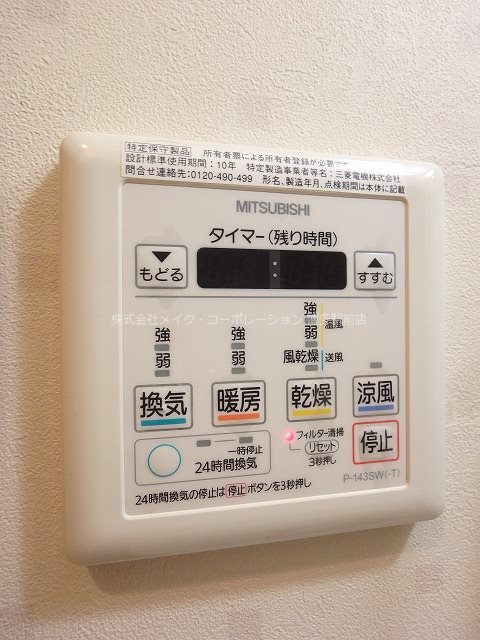 特定保守製品 所有者票による所有者登録が必要です
設計標準使用期間：10年 特定製造事業者等名：三菱電機株式会社
問合せ連絡先:0120-490-499 形名、製造年月、点検期間は本体に記載
MITSUBISHI
タイマー(残り時間)
▼ もどる
▲ すすむ
株式会社メイク・コーポレーション
駅前店
強 強 強 温風
弱 弱 弱
風乾燥 送風
換気 暖房 乾燥 涼風
一時停止
24時間換気
フィルター清掃
リセット
3秒押し
停止
P-143SW(-T)
24時間換気の停止は 停止 ボタンを3秒押し